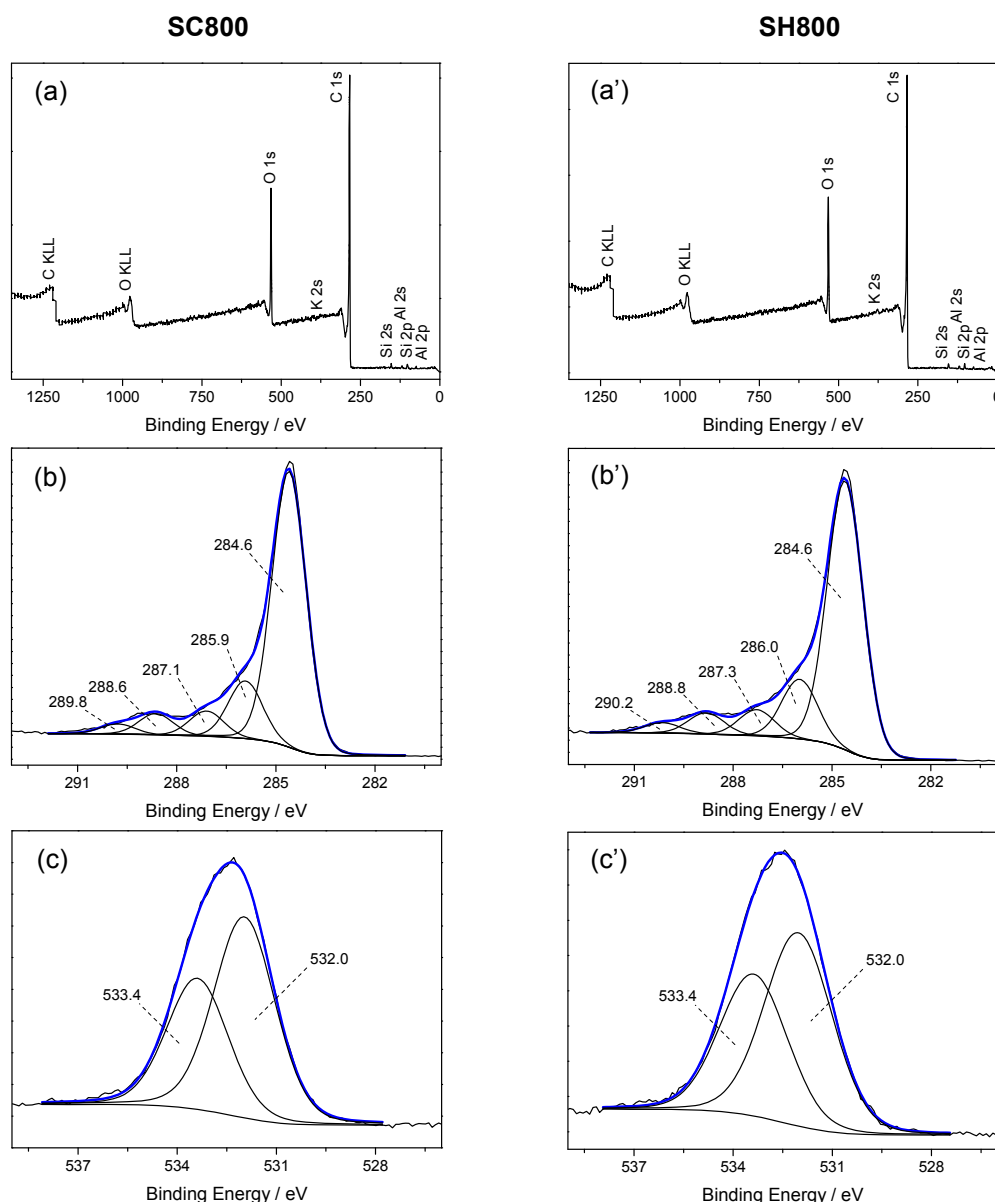 SC800
SH800
(a)
C KLL
O KLL
O 1s
K 2s
C 1s
Si 2s
Al 2s
Si 2p
Al 2p
1250 1000 750 500 250 0
Binding Energy / eV
(a')
C KLL
O KLL
O 1s
K 2s
C 1s
Si 2s
Al 2s
Si 2p
Al 2p
1250 1000 750 500 250 0
Binding Energy / eV
(b)
284.6
285.9
287.1
288.6
289.8
291 288 285 282
Binding Energy / eV
(b')
284.6
286.0
287.3
288.8
290.2
291 288 285 282
Binding Energy / eV
(c)
532.0
533.4
537 534 531 528
Binding Energy / eV
(c')
532.0
533.4
537 534 531 528
Binding Energy / eV